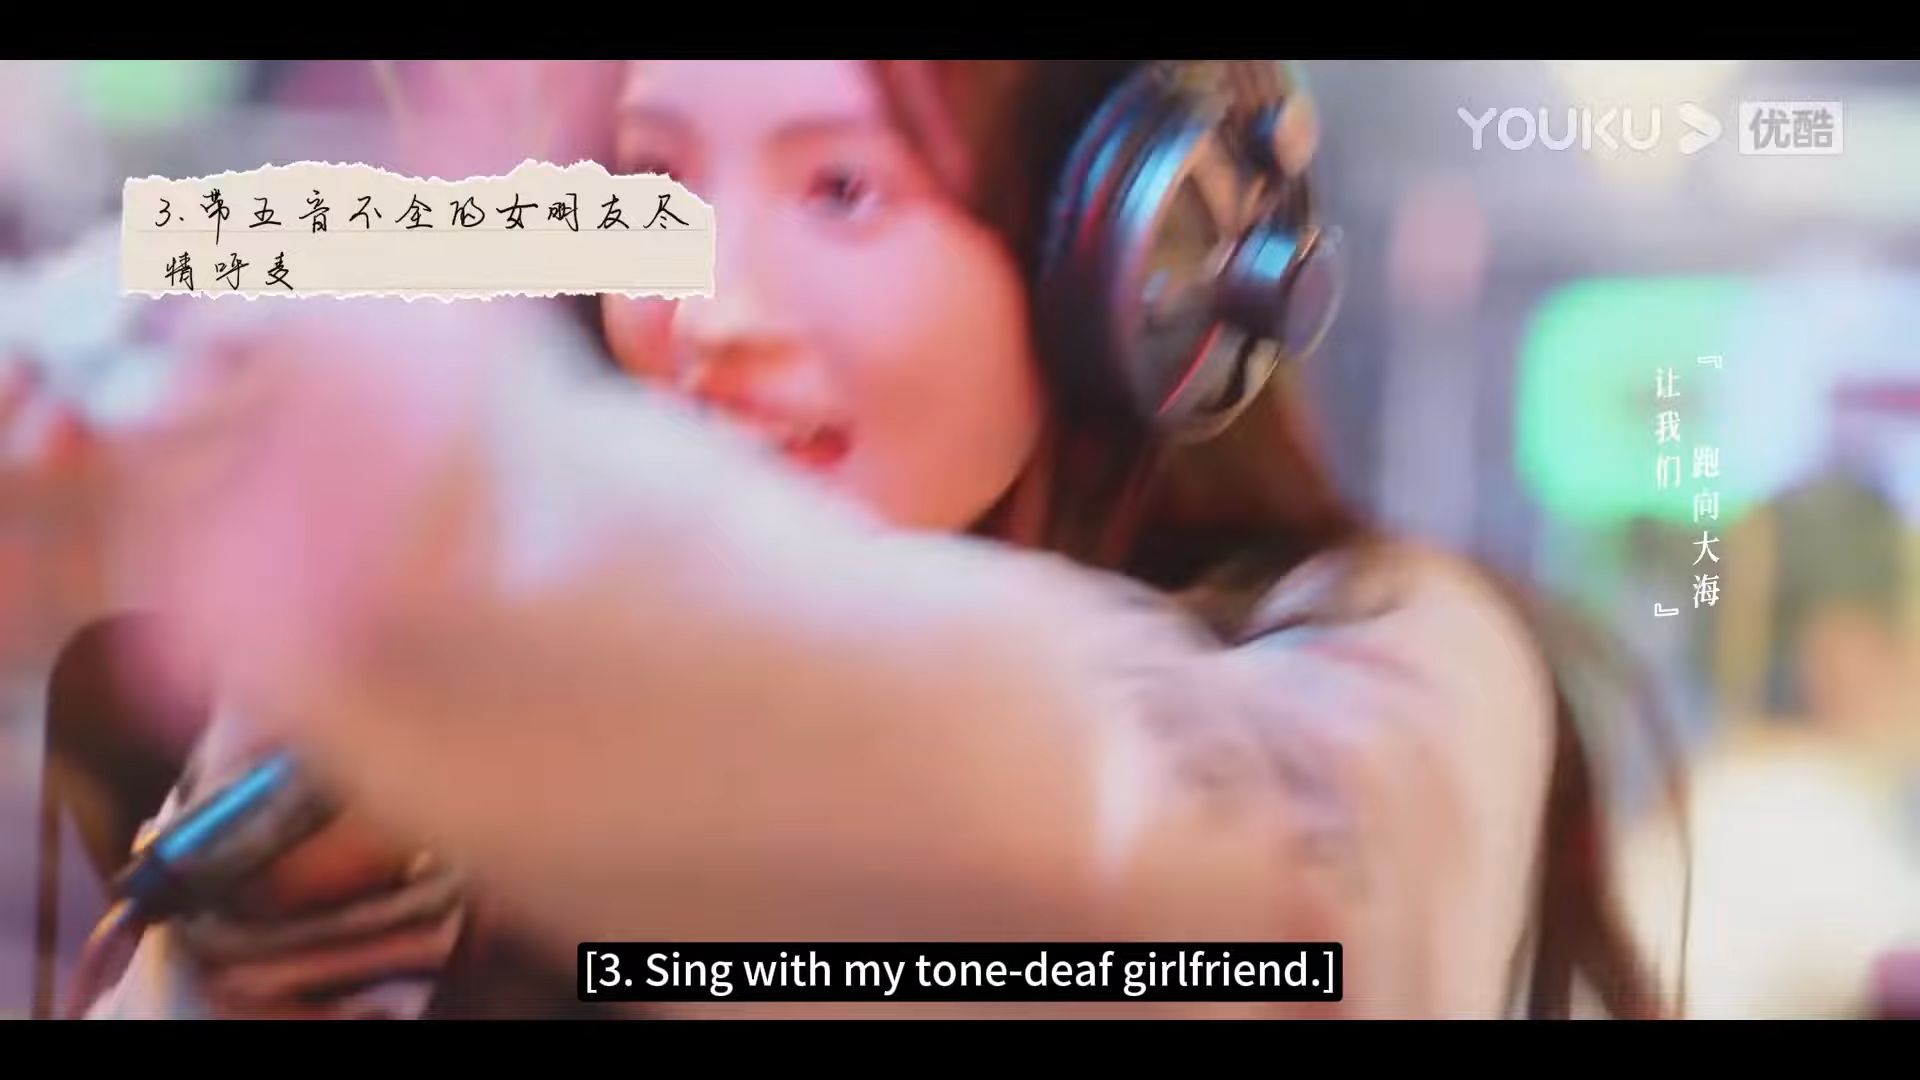 YOUKU 优酷
3.带五音不全的女朋友尽
情呼麦
『跑向大海
让我们』
[3. Sing with my tone-deaf girlfriend.]